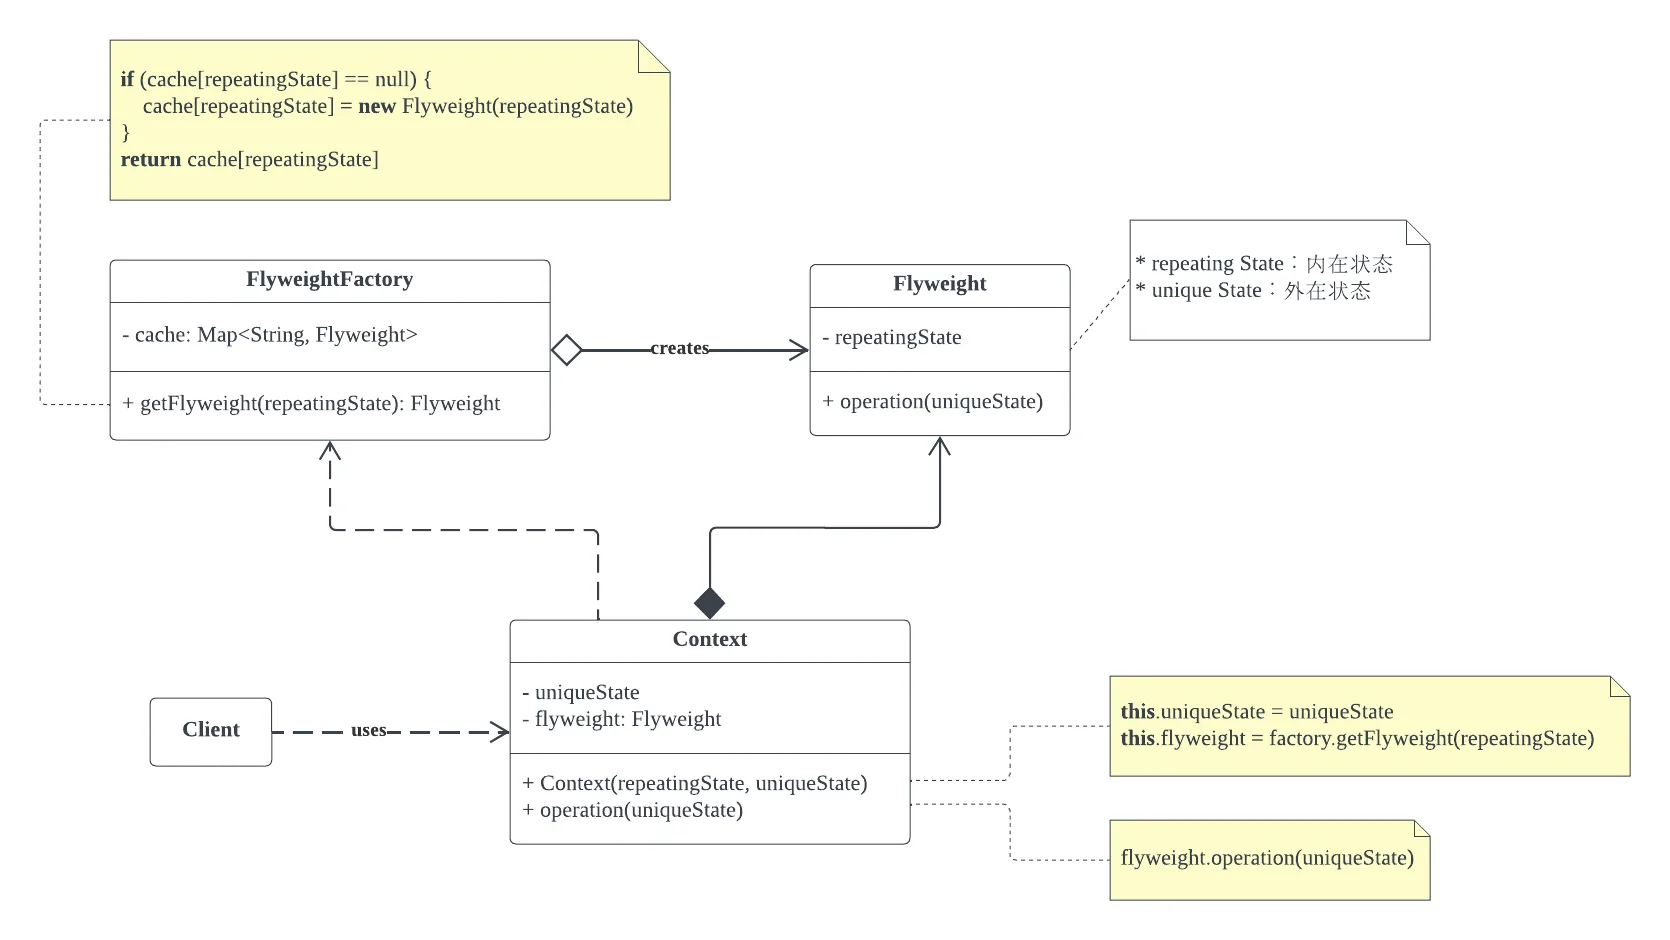 if (cache[repeatingState] == null) {
cache[repeatingState] = new Flyweight(repeatingState)
}
return cache[repeatingState]
FlyweightFactory
- cache: Map<String, Flyweight>
+ getFlyweight(repeatingState): Flyweight
creates
Flyweight
- repeatingState
+ operation(uniqueState)
* repeating State：内在状态
* unique State：外在状态
Client
uses
Context
- uniqueState
- flyweight: Flyweight
+ Context(repeatingState, uniqueState)
+ operation(uniqueState)
this.uniqueState = uniqueState
this.flyweight = factory.getFlyweight(repeatingState)
flyweight.operation(uniqueState)